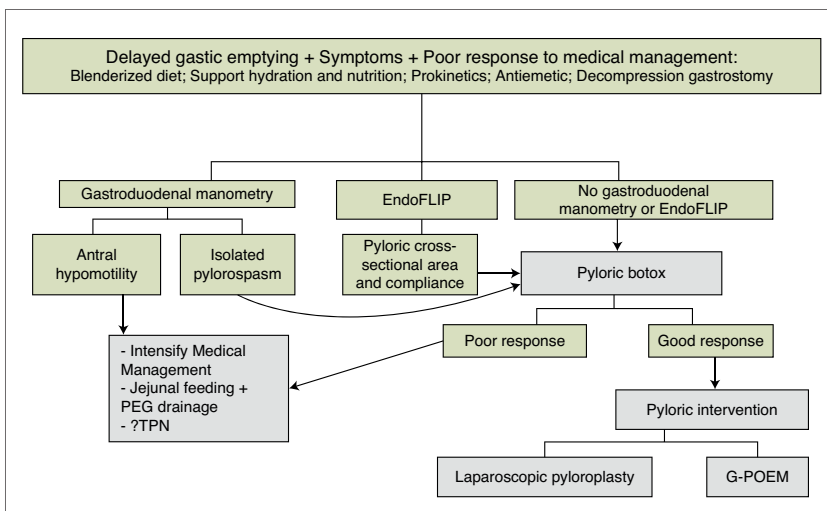 Delayed gastic emptying + Symptoms + Poor response to medical management:
Blenderized diet; Support hydration and nutrition; Prokinetics; Antiemetic; Decompression gastrostomy
Gastroduodenal manometry
EndoFLIP
No gastroduodenal
manometry or EndoFLIP
Antral
hypomotility
Isolated
pylorospasm
Pyloric cross-
sectional area
and compliance
Pyloric botox
Poor response
Good response
- Intensify Medical
Management
- Jejunal feeding +
PEG drainage
- ?TPN
Pyloric intervention
Laparoscopic pyloroplasty
G-POEM